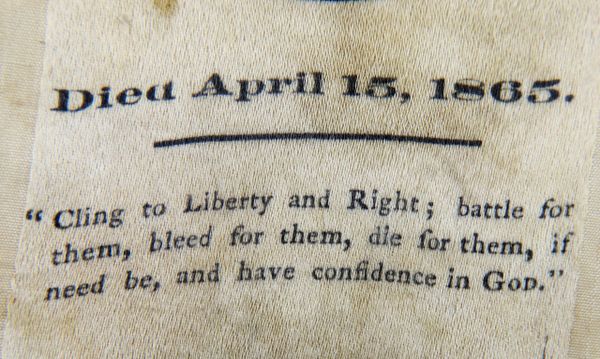 Died April 15, 1865.
“Cling to Liberty and Right; battle for
them, bleed for them, die for them, if
need be, and have confidence in GOD.”